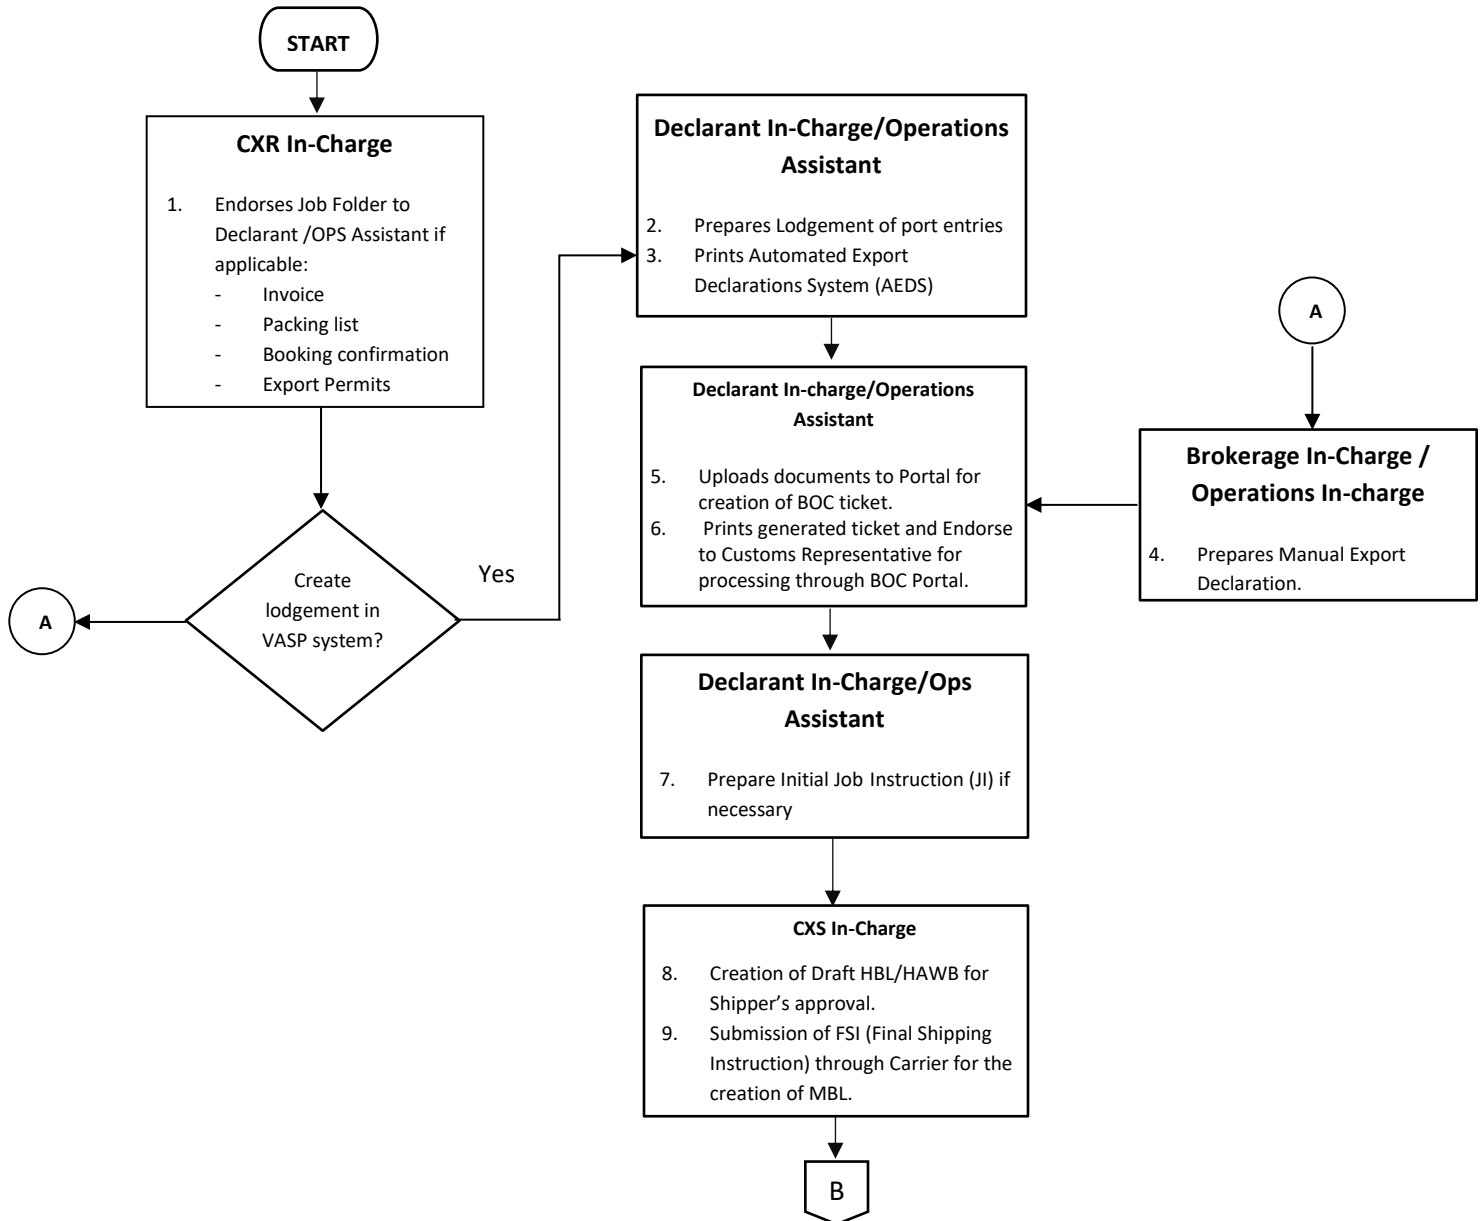 START
CXR In-Charge
1. Endorses Job Folder to
Declarant /OPS Assistant if
applicable:
- Invoice
- Packing list
- Booking confirmation
- Export Permits
Create
lodgement in
VASP system?
Yes
A
Declarant In-Charge/Operations
Assistant
2. Prepares Lodgement of port entries
3. Prints Automated Export
Declarations System (AEDS)
Declarant In-charge/Operations
Assistant
5. Uploads documents to Portal for
creation of BOC ticket.
6. Prints generated ticket and Endorse
to Customs Representative for
processing through BOC Portal.
A
Brokerage In-Charge /
Operations In-charge
4. Prepares Manual Export
Declaration.
Declarant In-Charge/Ops
Assistant
7. Prepare Initial Job Instruction (JI) if
necessary
CXS In-Charge
8. Creation of Draft HBL/HAWB for
Shipper’s approval.
9. Submission of FSI (Final Shipping
Instruction) through Carrier for the
creation of MBL.
B